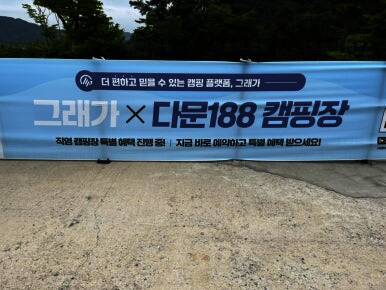 더 편하고 믿을 수 있는 캠핑 플랫폼, 그래가
그래가 × 다문188 캠핑장
직영 캠핑장 특별 혜택 진행 중! | 지금 바로 예약하고 특별 혜택 받으세요!